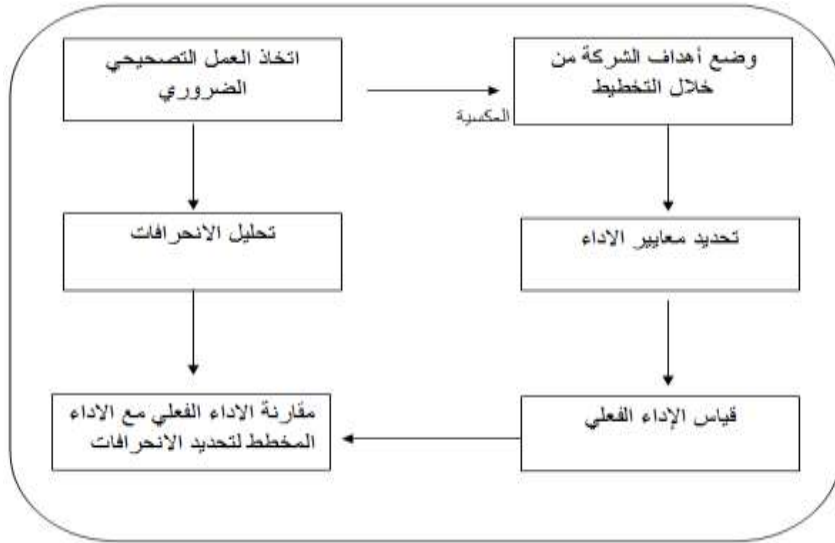 وضع أهداف الشركة من
خلال التخطيط
اتخاذ العمل التصحيحي
الضروري
العكسية
تحديد معايير الاداء
تحليل الانحرافات
قياس الإداء الفعلي
مقارنة الاداء الفعلي مع الاداء
المخطط لتحديد الانحرافات